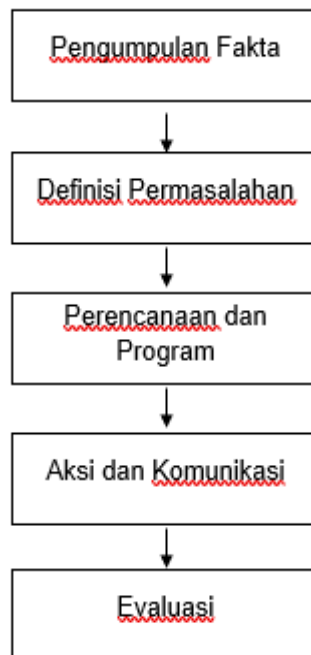 Pengumpulan Fakta
Definisi Permasalahan
Perencanaan dan
Program
Aksi dan Komunikasi
Evaluasi